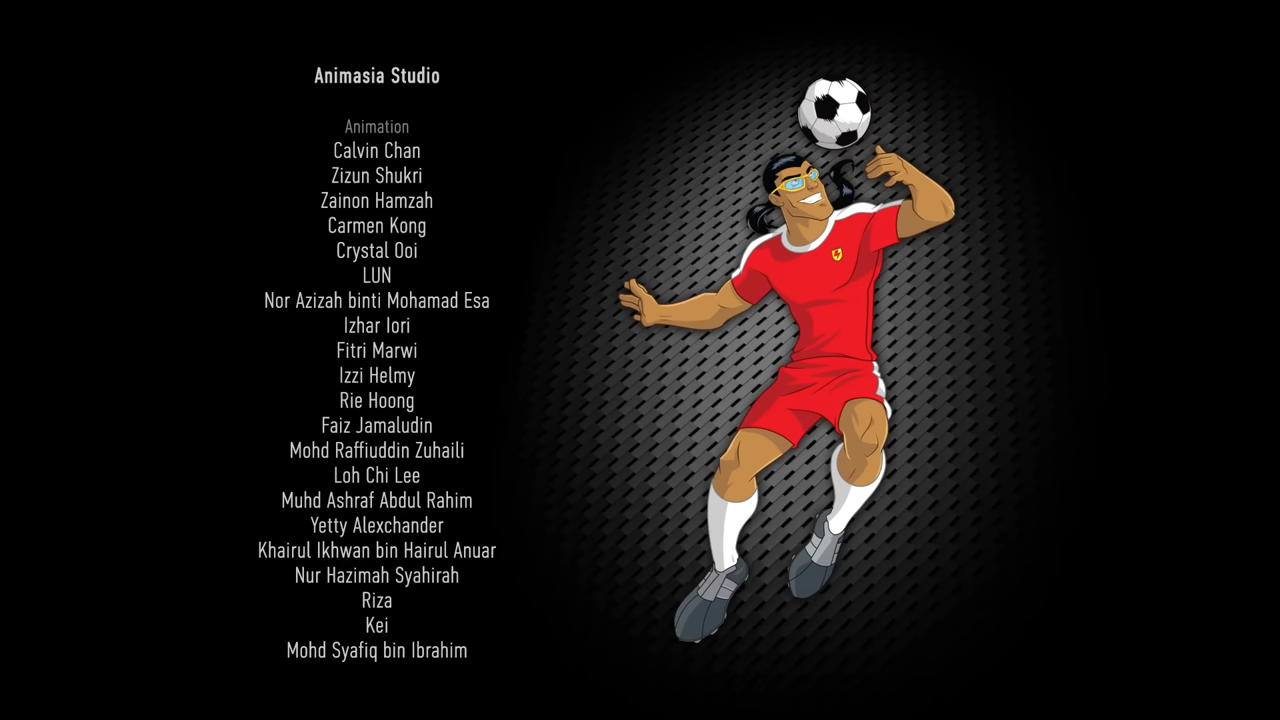 Animasia Studio
Animation
Calvin Chan
Zizun Shukri
Zainon Hamzah
Carmen Kong
Crystal Ooi
LUN
Nor Azizah binti Mohamad Esa
Izhar Iori
Fitri Marwi
Izzi Helmy
Rie Hoong
Faiz Jamaludin
Mohd Raffiuddin Zuhaili
Loh Chi Lee
Muhd Ashraf Abdul Rahim
Yetty Alexchander
Khairul Ikhwan bin Hairul Anuar
Nur Hazimah Syahirah
Riza
Kei
Mohd Syafiq bin Ibrahim